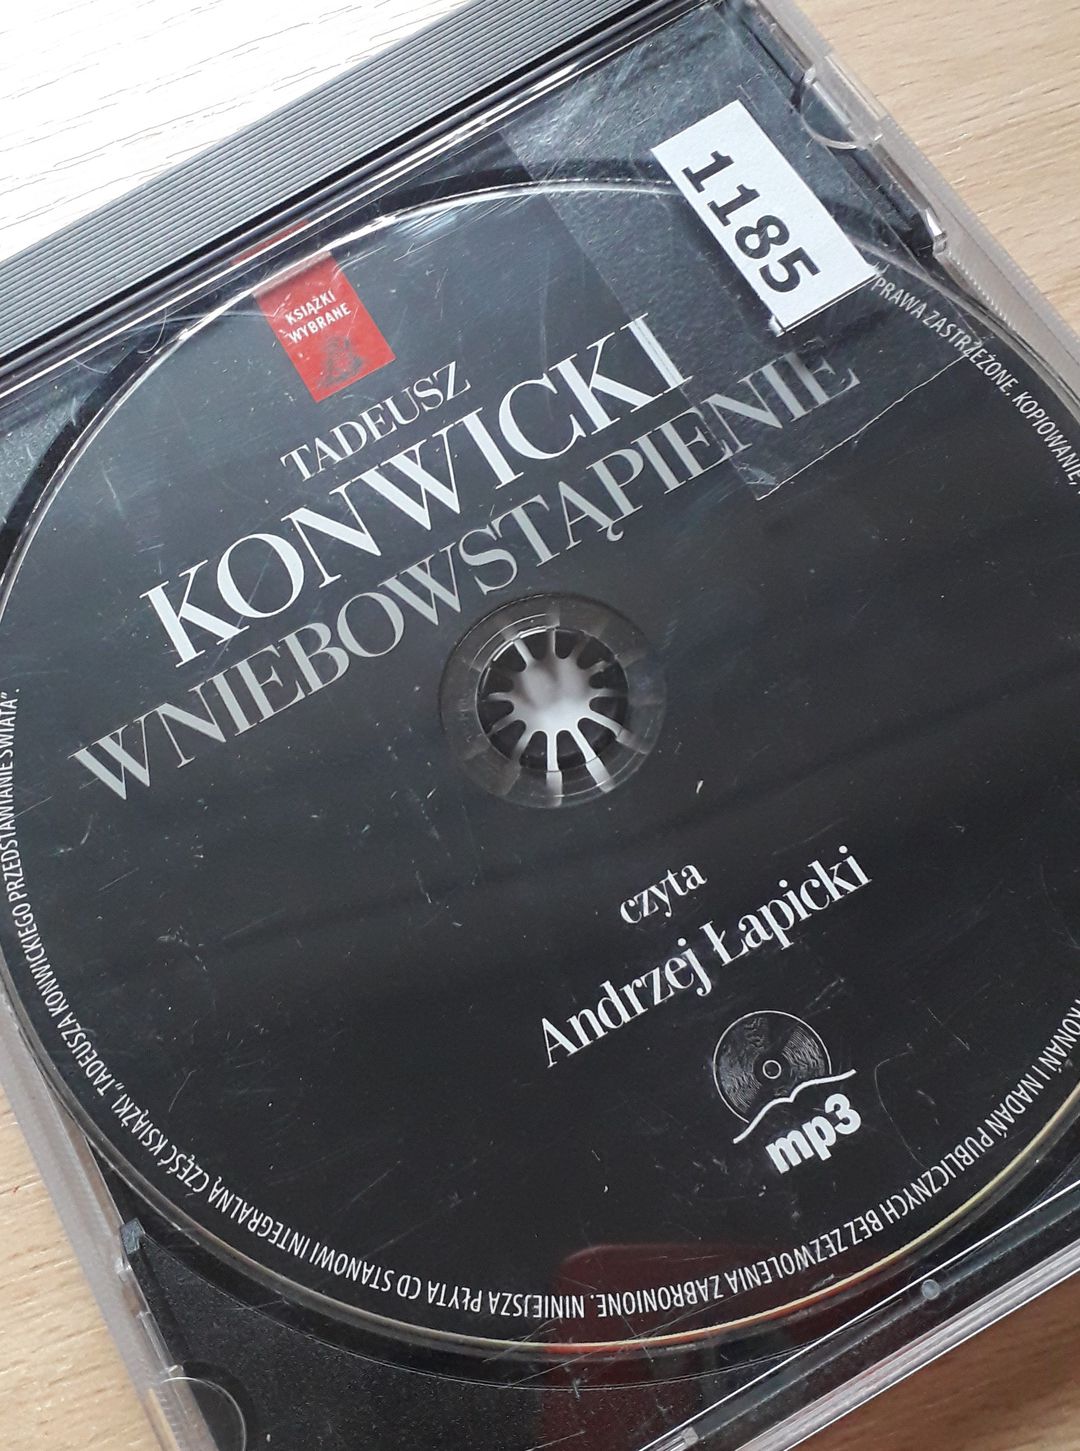 1185
KSIĄŻKI
WYBRANE
TADEUSZ
KONWICKI
WNIEBOWSTĄPIENIE
czyta
Andrzej Łapicki
mp3
PRAWA ZASTRZEŻONE. KOPIOWANIE,
KONAŃ I NADAŃ PUBLICZNYCH BEZ ZEZWOLENIA ZABRONIONE. NINIEJSZA PŁYTA CD STANOWI INTEGRALNĄ CZĘŚĆ KSIĄŻKI „TADEUSZA KONWICKIEGO PRZEDSTAWIANIE ŚWIATA”.